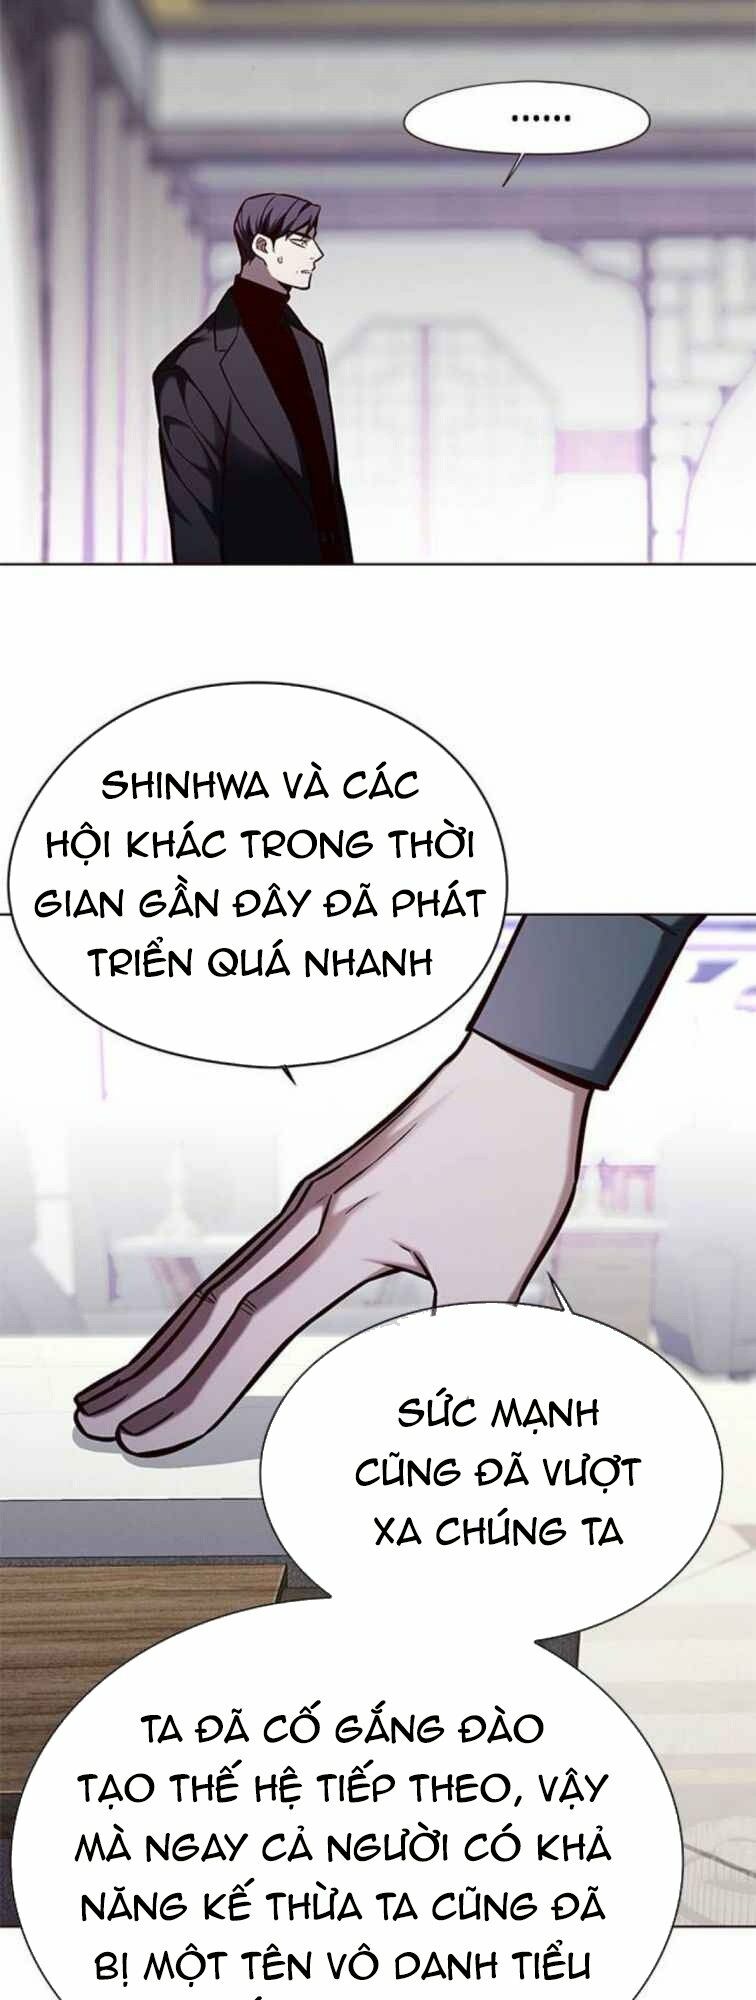 ......
SHINHWA VÀ CÁC
HỘI KHÁC TRONG THỜI
GIAN GẦN ĐÂY ĐÃ PHÁT
TRIỂN QUÁ NHANH
SỨC MẠNH
CŨNG ĐÃ VƯỢT
XA CHÚNG TA
TA ĐÃ CỐ GẮNG ĐÀO
TẠO THẾ HỆ TIẾP THEO, VẬY
MÀ NGAY CẢ NGƯỜI CÓ KHẢ
NĂNG KẾ THỪA TA CŨNG ĐÃ
BỊ MỘT TÊN VÔ DANH TIỂU